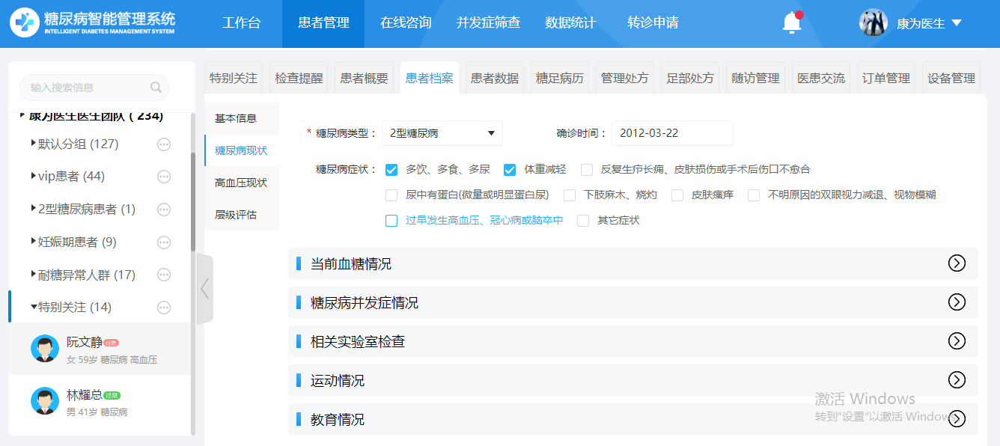 糖尿病智能管理系统
INTELLIGENT DIABETES MANAGEMENT SYSTEM
工作台 患者管理 在线咨询 并发症筛查 数据统计 转诊申请 康为医生
特别关注 检查提醒 患者概要 患者档案 患者数据 糖足病历 管理处方 足部处方 随访管理 医患交流 订单管理 设备管理
输入搜索信息
康为医生医生团队 ( 234)
默认分组 (127)
vip患者 (44)
2型糖尿病患者 (1)
妊娠期患者 (9)
耐糖异常人群 (17)
特别关注 (14)
阮文静 付费
女 59岁 糖尿病 高血压
林耀总 过期
男 41岁 糖尿病
基本信息
糖尿病现状
高血压现状
层级评估
* 糖尿病类型： 2型糖尿病 确诊时间： 2012-03-22
糖尿病症状： 多饮、多食、多尿 体重减轻 反复生疖长痈、皮肤损伤或手术后伤口不愈合
尿中有蛋白(微量或明显蛋白尿) 下肢麻木、烧灼 皮肤瘙痒 不明原因的双眼视力减退、视物模糊
过早发生高血压、冠心病或脑卒中 其它症状
当前血糖情况
糖尿病并发症情况
相关实验室检查
运动情况
教育情况
激活 Windows
转到"设置"以激活 Windows